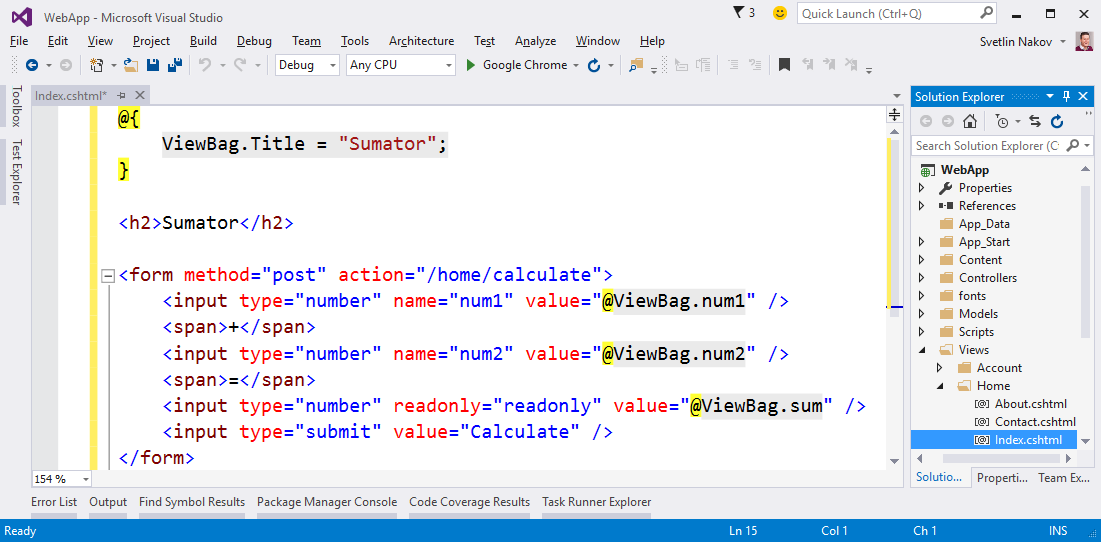 WebApp - Microsoft Visual Studio
3
Quick Launch (Ctrl+Q)
File Edit View Project Build Debug Team Tools Architecture Test Analyze Window Help
Svetlin Nakov
Debug Any CPU Google Chrome
Toolbox
Test Explorer
Index.cshtml*
@{
ViewBag.Title = "Sumator";
}
<h2>Sumator</h2>
<form method="post" action="/home/calculate">
<input type="number" name="num1" value="@ViewBag.num1" />
<span>+</span>
<input type="number" name="num2" value="@ViewBag.num2" />
<span>=</span>
<input type="number" readonly="readonly" value="@ViewBag.sum" />
<input type="submit" value="Calculate" />
</form>
154 %
Solution Explorer
Search Solution Explorer (C
WebApp
Properties
References
App_Data
App_Start
Content
Controllers
fonts
Models
Scripts
Views
Account
Home
[@] About.cshtml
[@] Contact.cshtml
[@] Index.cshtml
Solutio... Properti... Team Ex...
Error List Output Find Symbol Results Package Manager Console Code Coverage Results Task Runner Explorer
Ready Ln 15 Col 1 Ch 1 INS